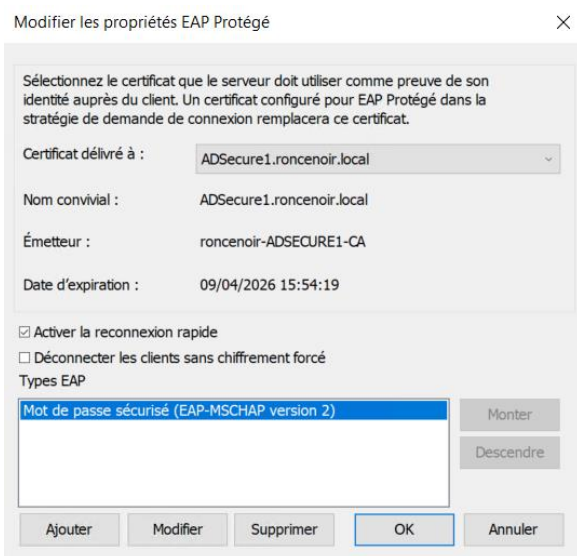 Modifier les propriétés EAP Protégé
Sélectionnez le certificat que le serveur doit utiliser comme preuve de son
identité auprès du client. Un certificat configuré pour EAP Protégé dans la
stratégie de demande de connexion remplacera ce certificat.
Certificat délivré à : ADSecure1.roncenoir.local
Nom convivial : ADSecure1.roncenoir.local
Émetteur : roncenoir-ADSECURE1-CA
Date d'expiration : 09/04/2026 15:54:19
Activer la reconnexion rapide
Déconnecter les clients sans chiffrement forcé
Types EAP
Mot de passe sécurisé (EAP-MSCHAP version 2)
Monter
Descendre
Ajouter Modifier Supprimer OK Annuler